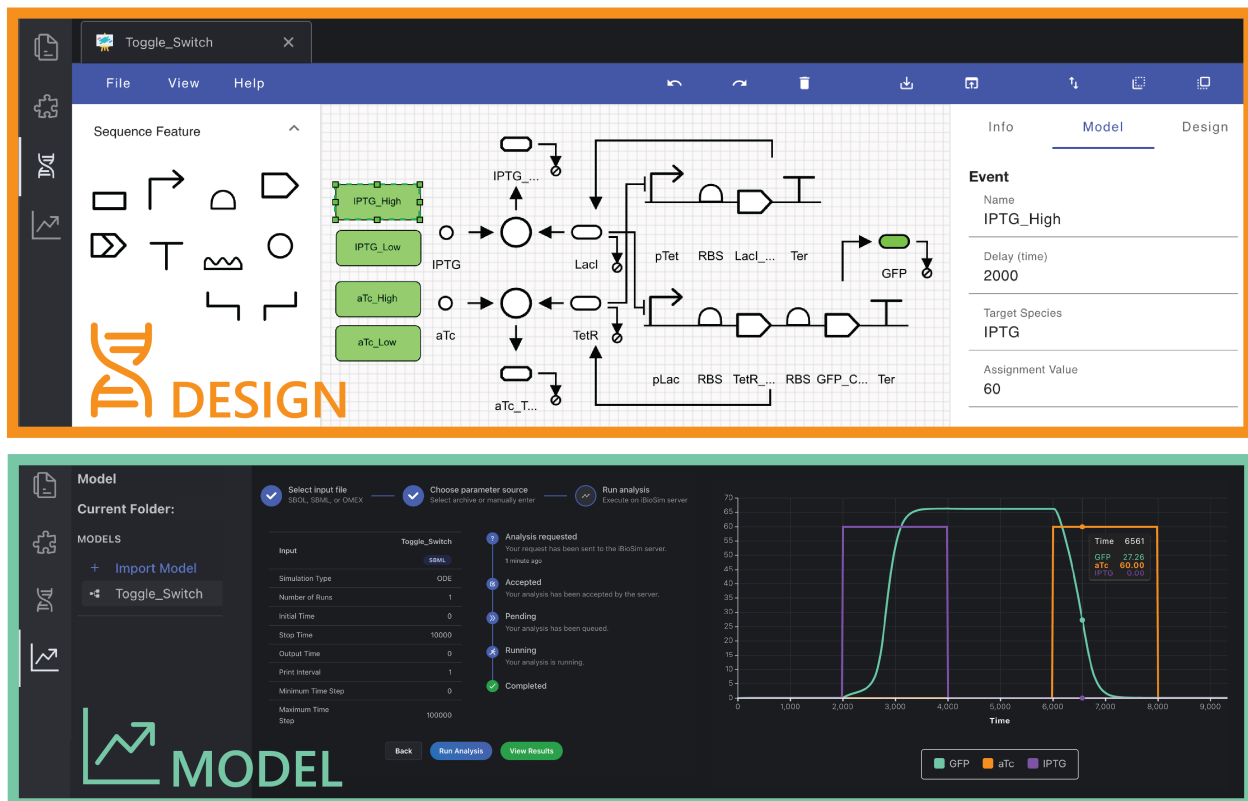 Toggle_Switch
File View Help
Sequence Feature
Info Model Design
Event
Name
IPTG_High
Delay (time)
2000
Target Species
IPTG
Assignment Value
60
IPTG_High
IPTG_Low
aTc_High
aTc_Low
IPTG_...
IPTG
LacI
aTc
TetR
aTc_T...
pTet RBS LacI_... Ter
GFP
pLac RBS TetR_... RBS GFP_C... Ter
DESIGN
Model
Current Folder:
MODELS
+ Import Model
Toggle_Switch
MODEL
Select input file
SBOL, SBML, or OMEX
Choose parameter source
Select archive or manually enter
Run analysis
Execute on iBioSim server
Input Toggle_Switch
SBML
Simulation Type ODE
Number of Runs 1
Initial Time 0
Stop Time 10000
Output Time 0
Print Interval 1
Minimum Time Step 0
Maximum Time
Step 100000
Analysis requested
Your request has been sent to the iBioSim server.
1 minute ago
Accepted
Your analysis has been accepted by the server.
Pending
Your analysis has been queued.
Running
Your analysis is running.
Completed
Back Run Analysis View Results
70
65
60
55
50
45
40
35
30
25
20
15
10
5
0
0 1,000 2,000 3,000 4,000 5,000 6,000 7,000 8,000 9,000
Time
Time 6561
GFP 27.26
aTc 60.00
IPTG 0.00
GFP aTc IPTG